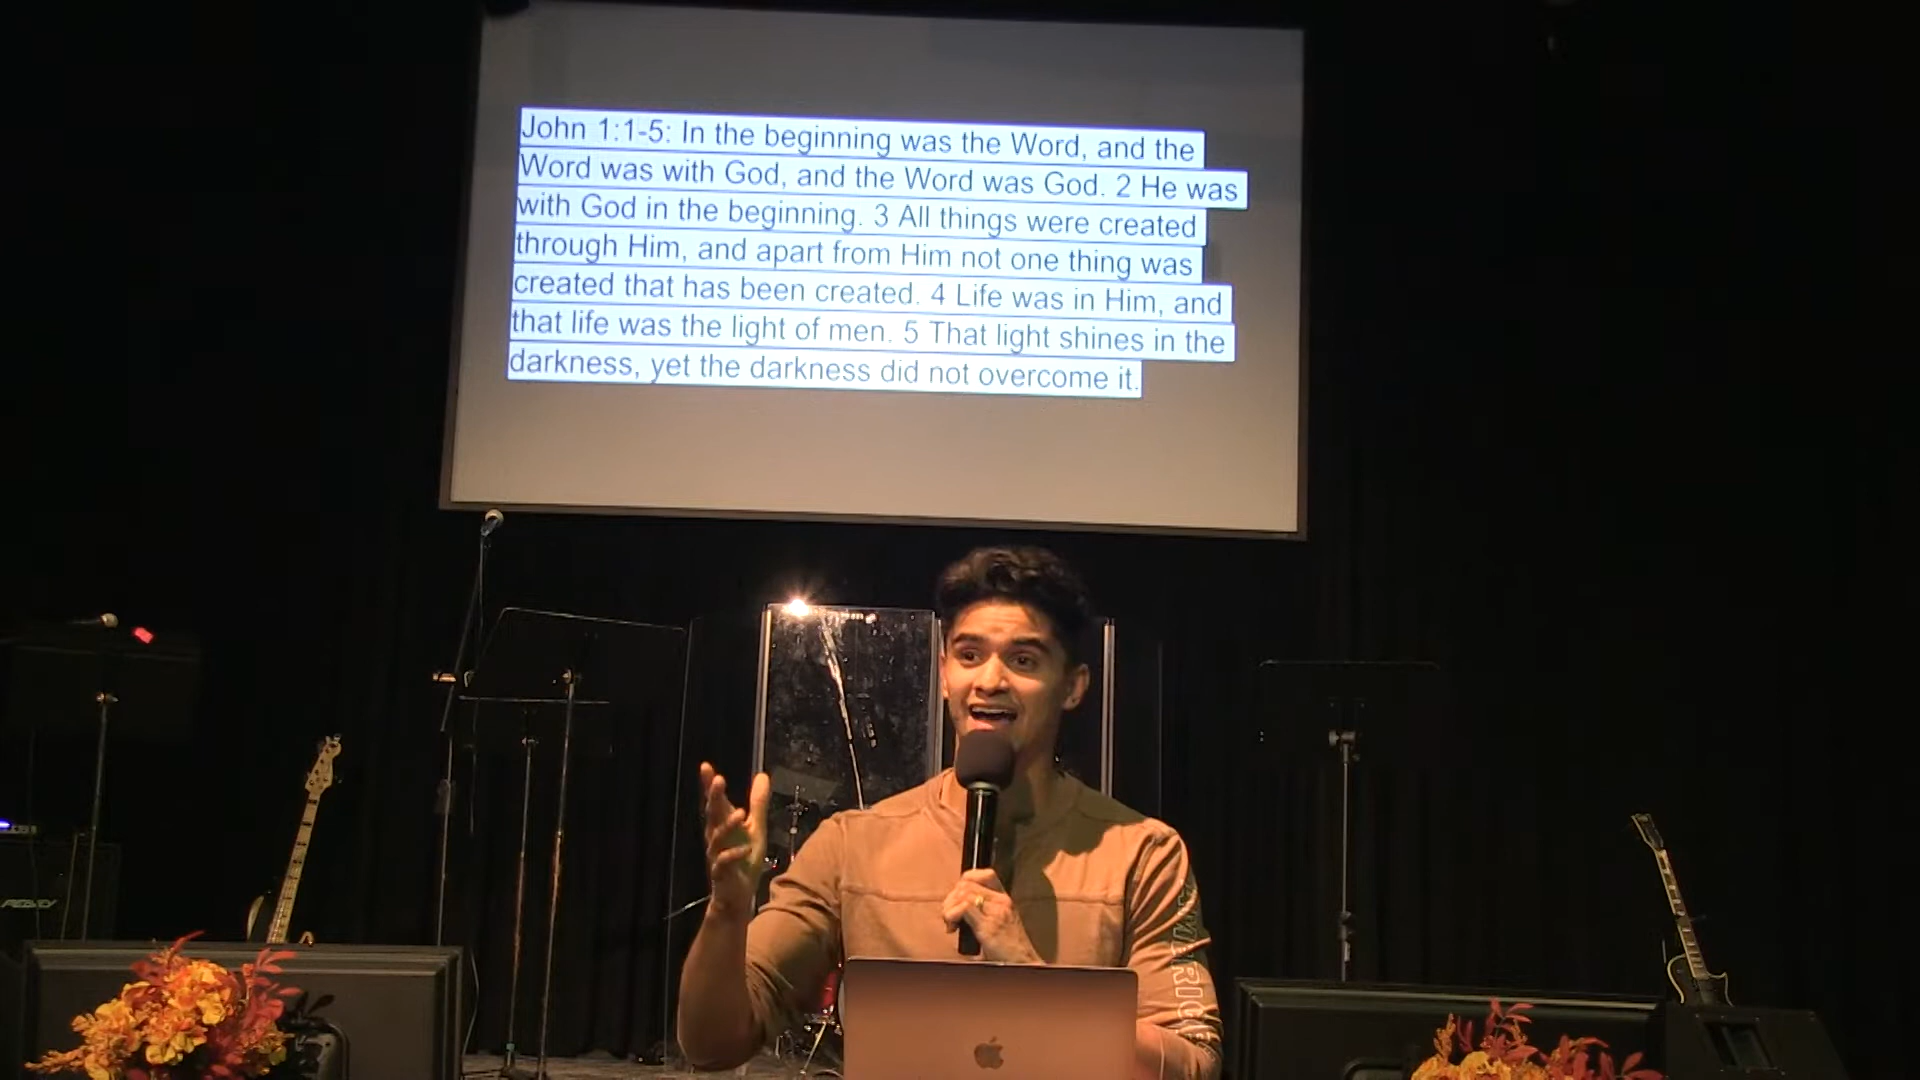 John 1:1-5: In the beginning was the Word, and the
Word was with God, and the Word was God. 2 He was
with God in the beginning. 3 All things were created
through Him, and apart from Him not one thing was
created that has been created. 4 Life was in Him, and
that life was the light of men. 5 That light shines in the
darkness, yet the darkness did not overcome it.
PEAVEY